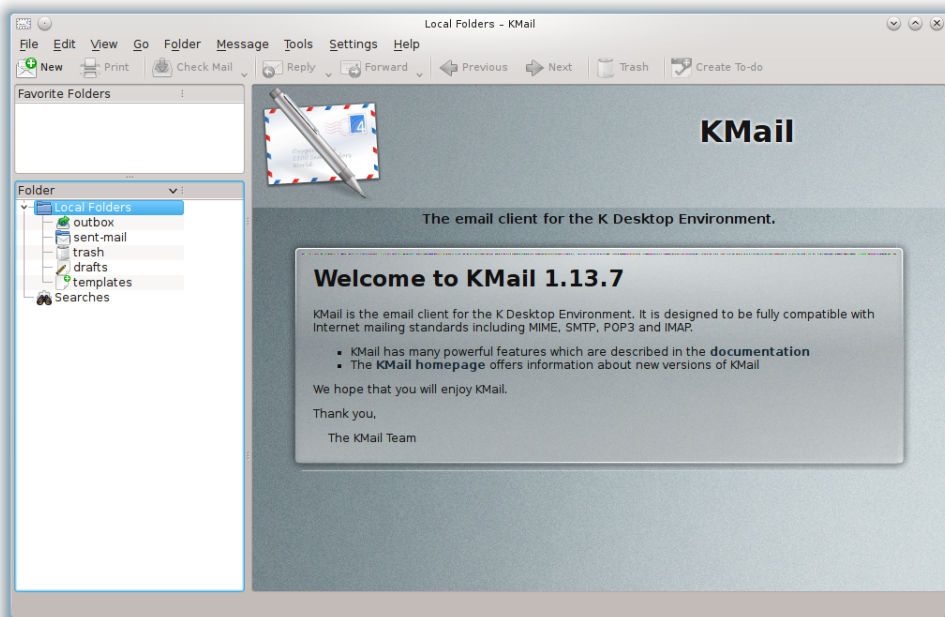 Local Folders - KMail
File Edit View Go Folder Message Tools Settings Help
New Print Check Mail Reply Forward Previous Next Trash Create To-do
Favorite Folders
Folder
Local Folders
outbox
sent-mail
trash
drafts
templates
Searches
4
KMail
The email client for the K Desktop Environment.
Welcome to KMail 1.13.7
KMail is the email client for the K Desktop Environment. It is designed to be fully compatible with
Internet mailing standards including MIME, SMTP, POP3 and IMAP.
KMail has many powerful features which are described in the documentation
The KMail homepage offers information about new versions of KMail
We hope that you will enjoy KMail.
Thank you,
The KMail Team